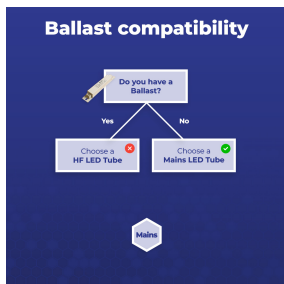 Ballast compatibility
Do you have a
Ballast?
Yes
No
Choose a
HF LED Tube
Choose a
Mains LED Tube
Mains